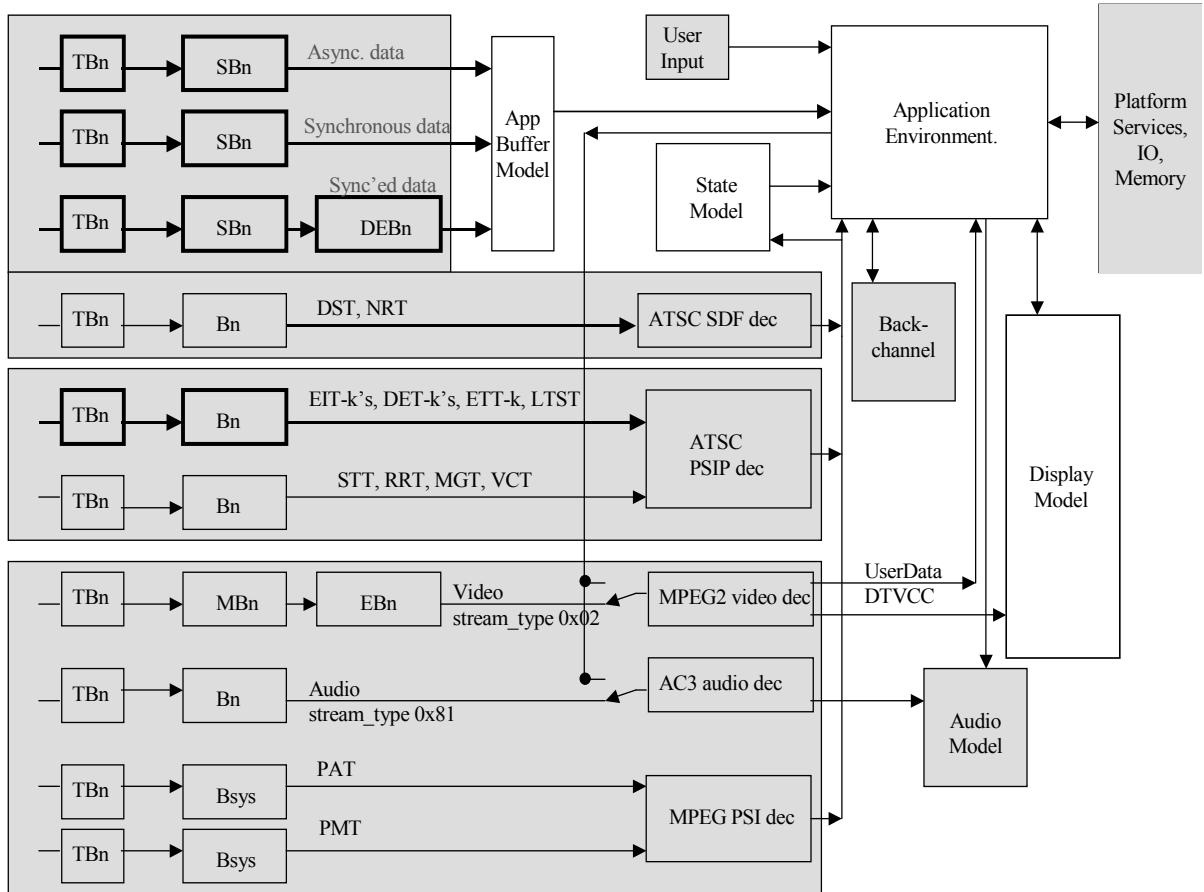 TBn
SBn
Async. data
TBn
SBn
Synchronous data
TBn
SBn
Sync’ed data
DEBn
App
Buffer
Model
User
Input
Application
Environment.
Platform
Services,
IO,
Memory
State
Model
TBn
Bn
DST, NRT
ATSC SDF dec
Back-
channel
TBn
Bn
EIT-k’s, DET-k’s, ETT-k, LTST
ATSC
PSIP dec
TBn
Bn
STT, RRT, MGT, VCT
Display
Model
TBn
MBn
EBn
Video
stream_type 0x02
MPEG2 video dec
UserData
DTVCC
TBn
Bn
Audio
stream_type 0x81
AC3 audio dec
Audio
Model
TBn
Bsys
PAT
MPEG PSI dec
TBn
Bsys
PMT